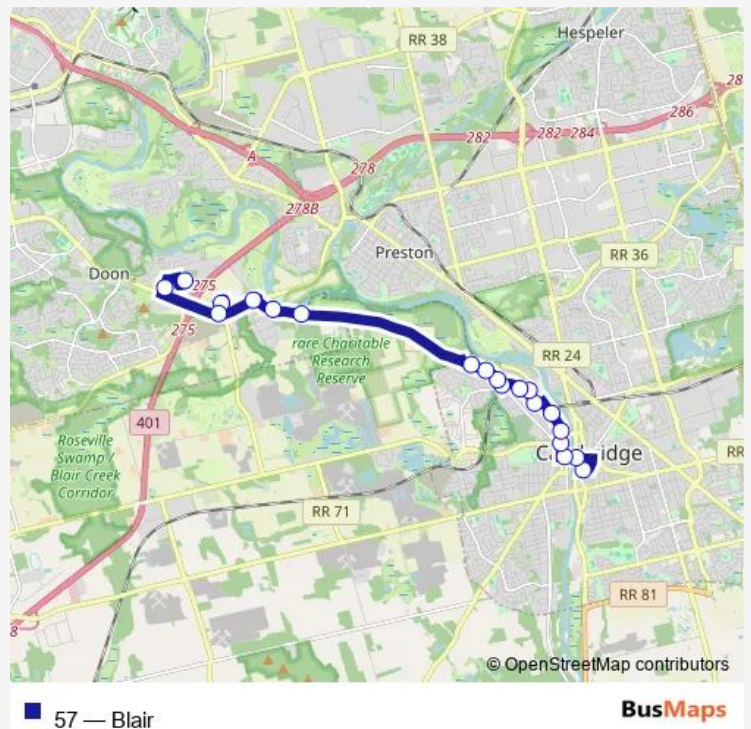 Hespeler
RR 38
28
286
282
282 284
A
278
278B
Preston
RR 36
Doon
275
275
rare Charitable
Research
Reserve
RR 24
401
Roseville
Swamp /
Blair Creek
Corridor
RR
RR 71
RR 81
8
© OpenStreetMap contributors
57 — Blair
BusMaps